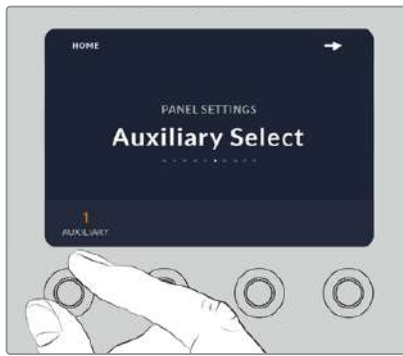 HOME
PANEL SETTINGS
Auxiliary Select
1
AUXILIARY